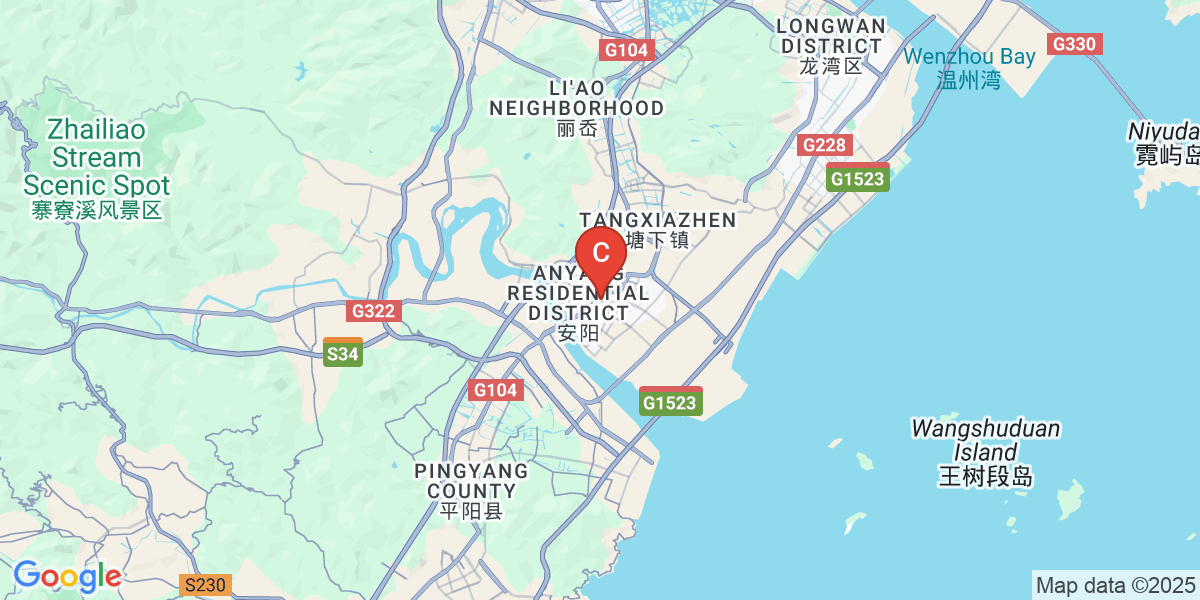 LONGWAN
DISTRICT
龙湾区
G104
G330
Wenzhou Bay
温州湾
LI'AO
NEIGHBORHOOD
丽岙
Zhailiao
Stream
Scenic Spot
寨寮溪风景区
G228
G1523
Niyuda
霓屿岛
TANGXIAZHEN
塘下镇
C
ANYANG
RESIDENTIAL
DISTRICT
安阳
G322
S34
G104
G1523
Wangshuduan
Island
王树段岛
PINGYANG
COUNTY
平阳县
Google
S230
Map data ©2025